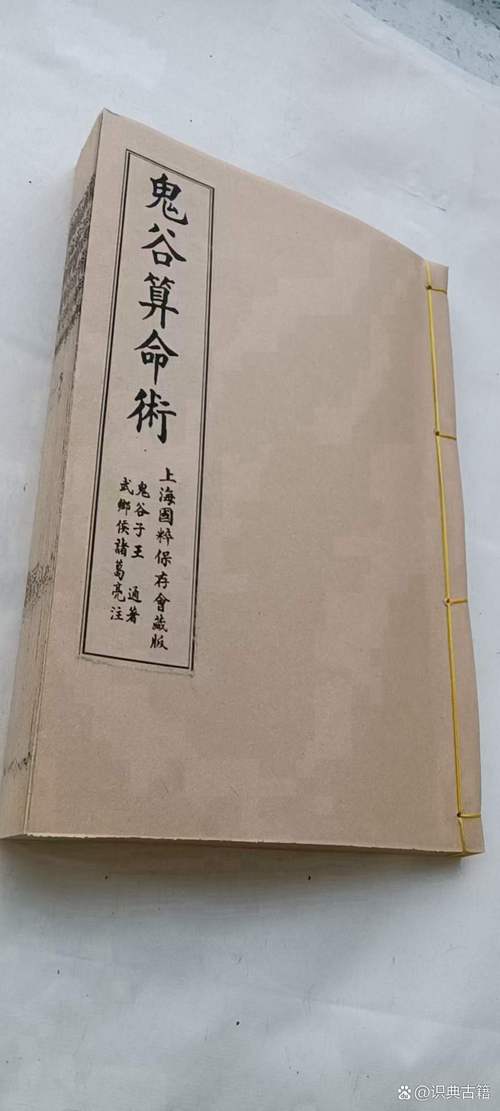 鬼谷算命術
上海国粹保存會藏版
鬼谷子王 通著
武鄉侯諸葛亮注
@识典古籍